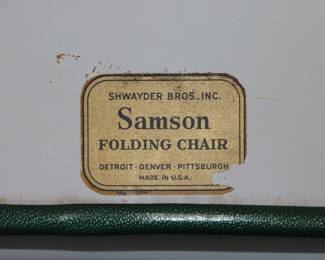 SHWAYDER BROS., INC.
Samson
FOLDING CHAIR
DETROIT - DENVER - PITTSBURGH
MADE IN U.S.A.